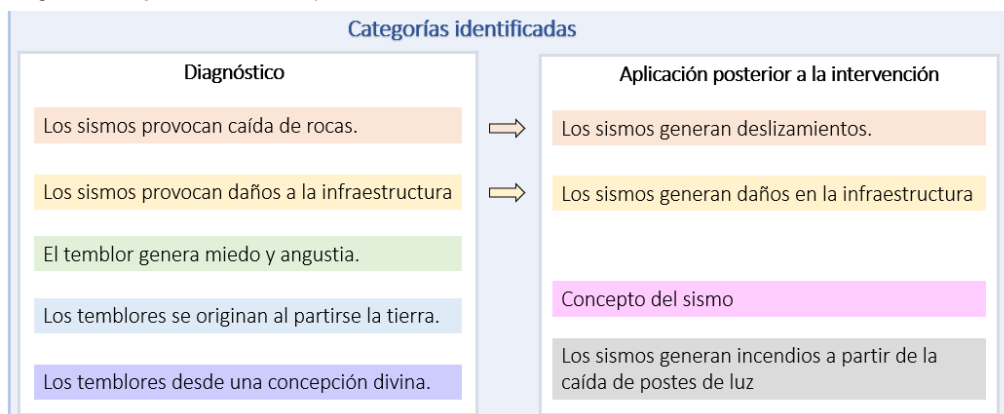 Categorías identificadas
Diagnóstico
Los sismos provocan caída de rocas.
Los sismos provocan daños a la infraestructura
El temblor genera miedo y angustia.
Los temblores se originan al partirse la tierra.
Los temblores desde una concepción divina.
Aplicación posterior a la intervención
Los sismos generan deslizamientos.
Los sismos generan daños en la infraestructura
Concepto del sismo
Los sismos generan incendios a partir de la
caída de postes de luz